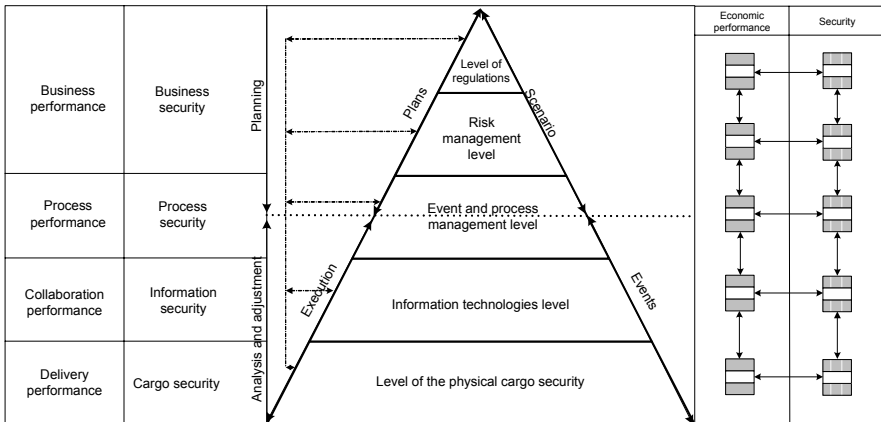 Economic
performance
Security
Business
performance
Business
security
Planning
Plans
Level of
regulations
Scenario
Risk
management
level
Process
performance
Process
security
Event and process
management level
Collaboration
performance
Information
security
Analysis and adjustment
Execution
Information technologies level
Events
Delivery
performance
Cargo security
Level of the physical cargo security